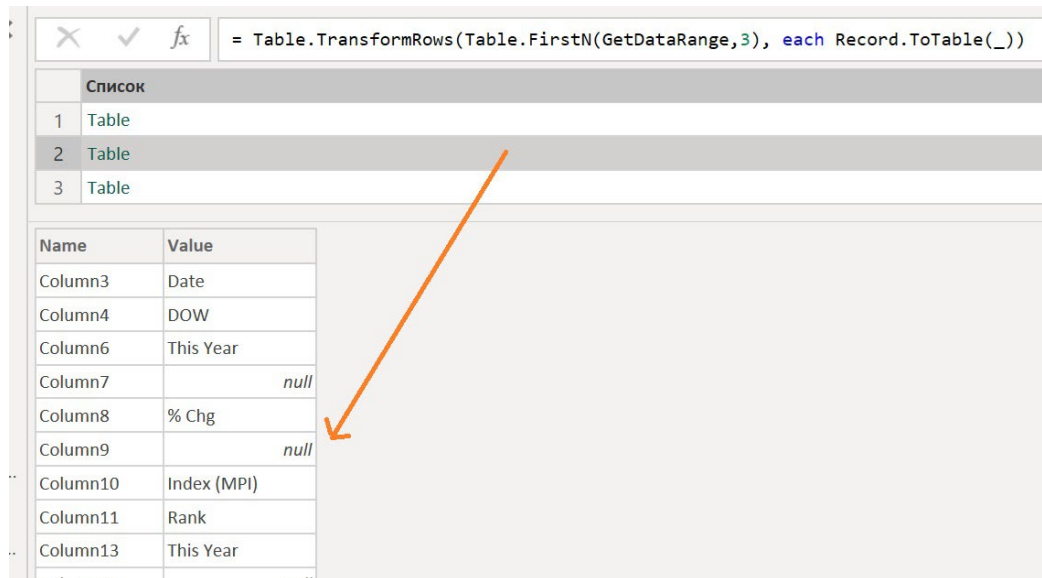 fx = Table.TransformRows(Table.FirstN(GetDataRange,3), each Record.ToTable(_))
Список
1 Table
2 Table
3 Table
Name Value
Column3 Date
Column4 DOW
Column6 This Year
Column7 null
Column8 % Chg
Column9 null
Column10 Index (MPI)
Column11 Rank
Column13 This Year